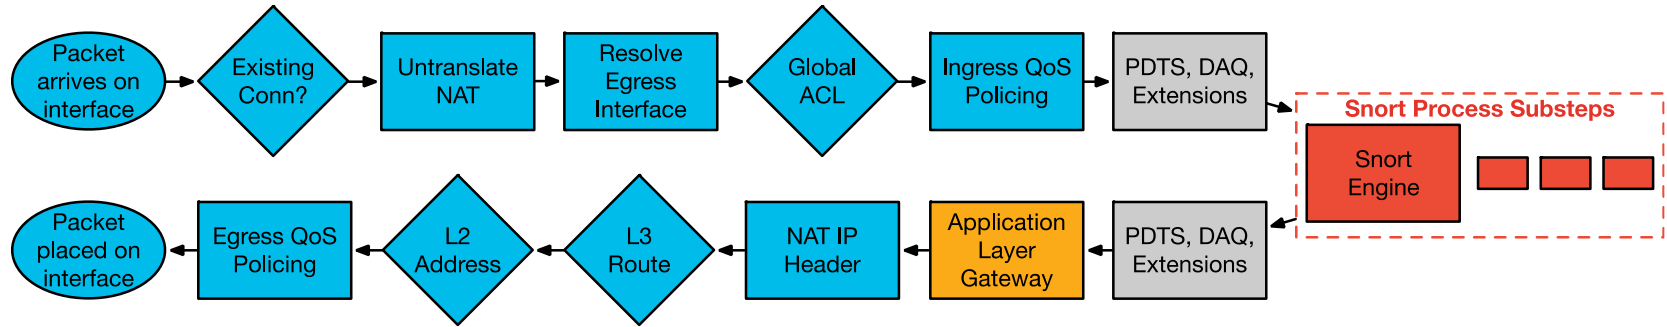 Packet
arrives on
interface
Existing
Conn?
Untranslate
NAT
Resolve
Egress
Interface
Global
ACL
Ingress QoS
Policing
PDTS, DAQ,
Extensions
Snort Process Substeps
Snort
Engine
Packet
placed on
interface
Egress QoS
Policing
L2
Address
L3
Route
NAT IP
Header
Application
Layer
Gateway
PDTS, DAQ,
Extensions